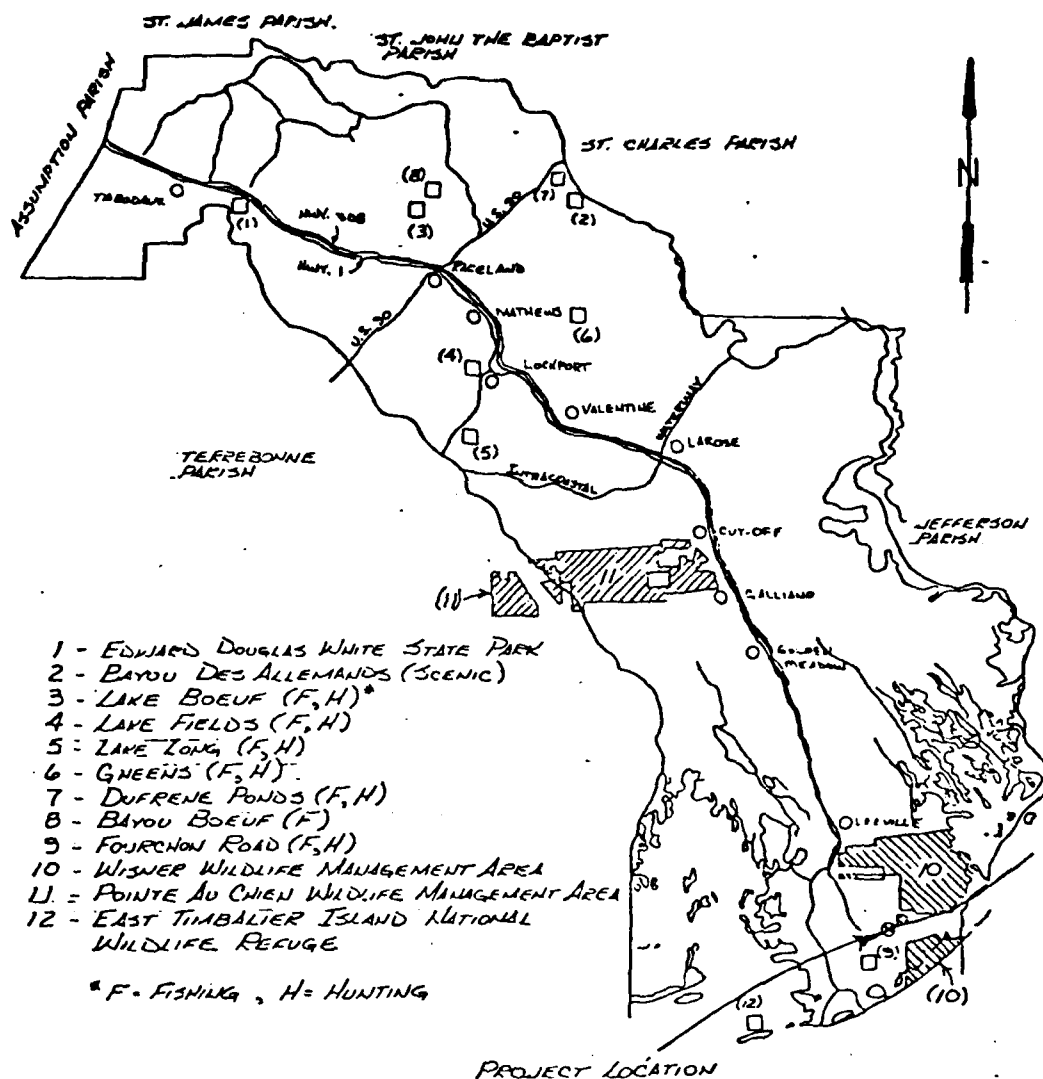 ST. JAMES PARISH.
ST. JOHN THE BAPTIST
PARISH
ASSUMPTION PARISH
ST. CHARLES PARISH
N
THIBODAUX
(1)
HWY. 308
HWY. 1
(8)
(3)
U.S. 90
(7)
(2)
RACELAND
U.S. 90
MATHEWS
(6)
(4)
LOCKPORT
VALENTINE
WATERWAY
(5)
LAROSE
INTRACOASTAL
TERREBONNE
PARISH
CUT-OFF
JEFFERSON
PARISH
11
(11)
GALLIANO
GOLDEN
MEADOW
1 - EDWARD DOUGLAS WHITE STATE PARK
2 - BAYOU DES ALLEMANDS (SCENIC)
3 - LAKE BOEUF (F,H)*
4 - LAKE FIELDS (F,H)
5 - LAKE LONG (F,H)
6 - GHEENS (F,H)
7 - DUFRENE PONDS (F,H)
8 - BAYOU BOEUF (F)
9 - FOURCHON ROAD (F,H)
10 - WISNER WILDLIFE MANAGEMENT AREA
11 - POINTE AU CHIEN WILDLIFE MANAGEMENT AREA
12 - EAST TIMBALIER ISLAND NATIONAL
WILDLIFE REFUGE
* F - FISHING , H = HUNTING
LEEVILLE
10
(9)
(10)
(12)
PROJECT LOCATION